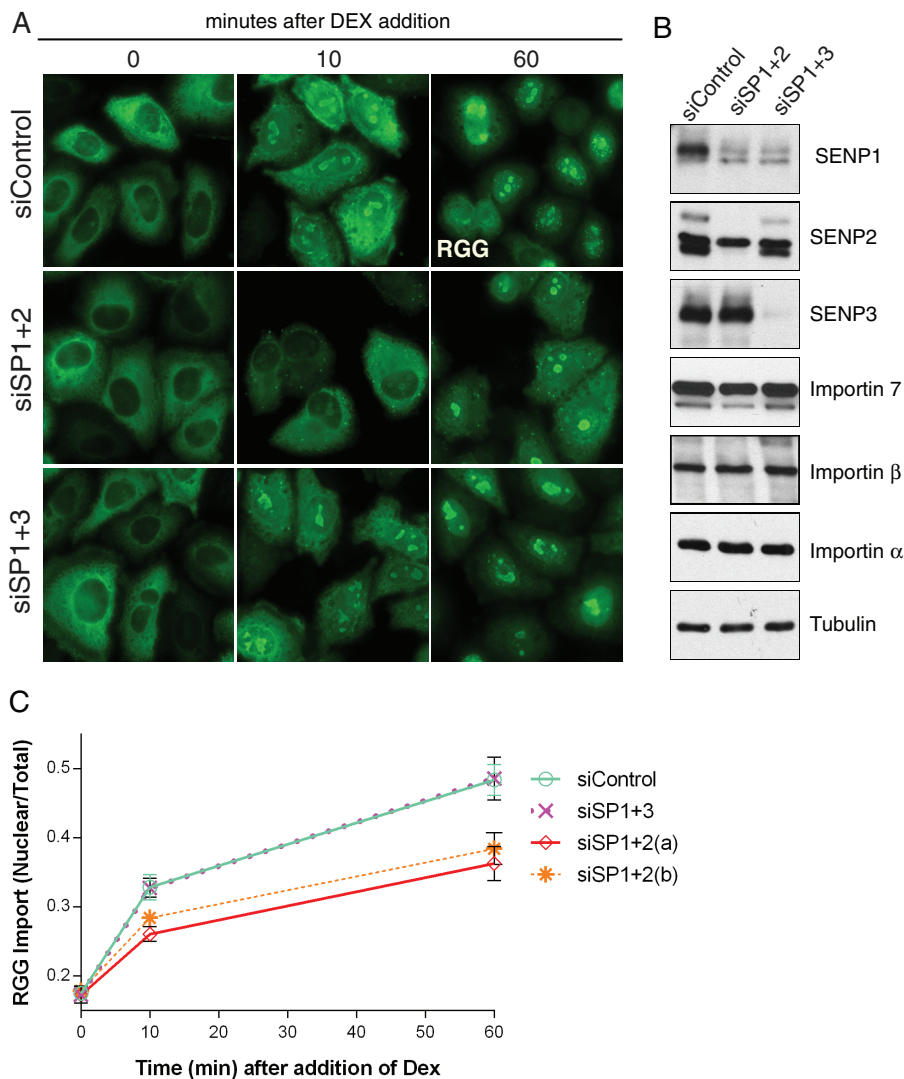 A
minutes after DEX addition
0 10 60
siControl
RGG
siSP1+2
siSP1+3
B
siControl siSP1+2 siSP1+3
SENP1
SENP2
SENP3
Importin 7
Importin β
Importin α
Tubulin
C
RGG Import (Nuclear/Total)
0.5
0.4
0.3
0.2
0 10 20 30 40 50 60
Time (min) after addition of Dex
siControl
siSP1+3
siSP1+2(a)
siSP1+2(b)